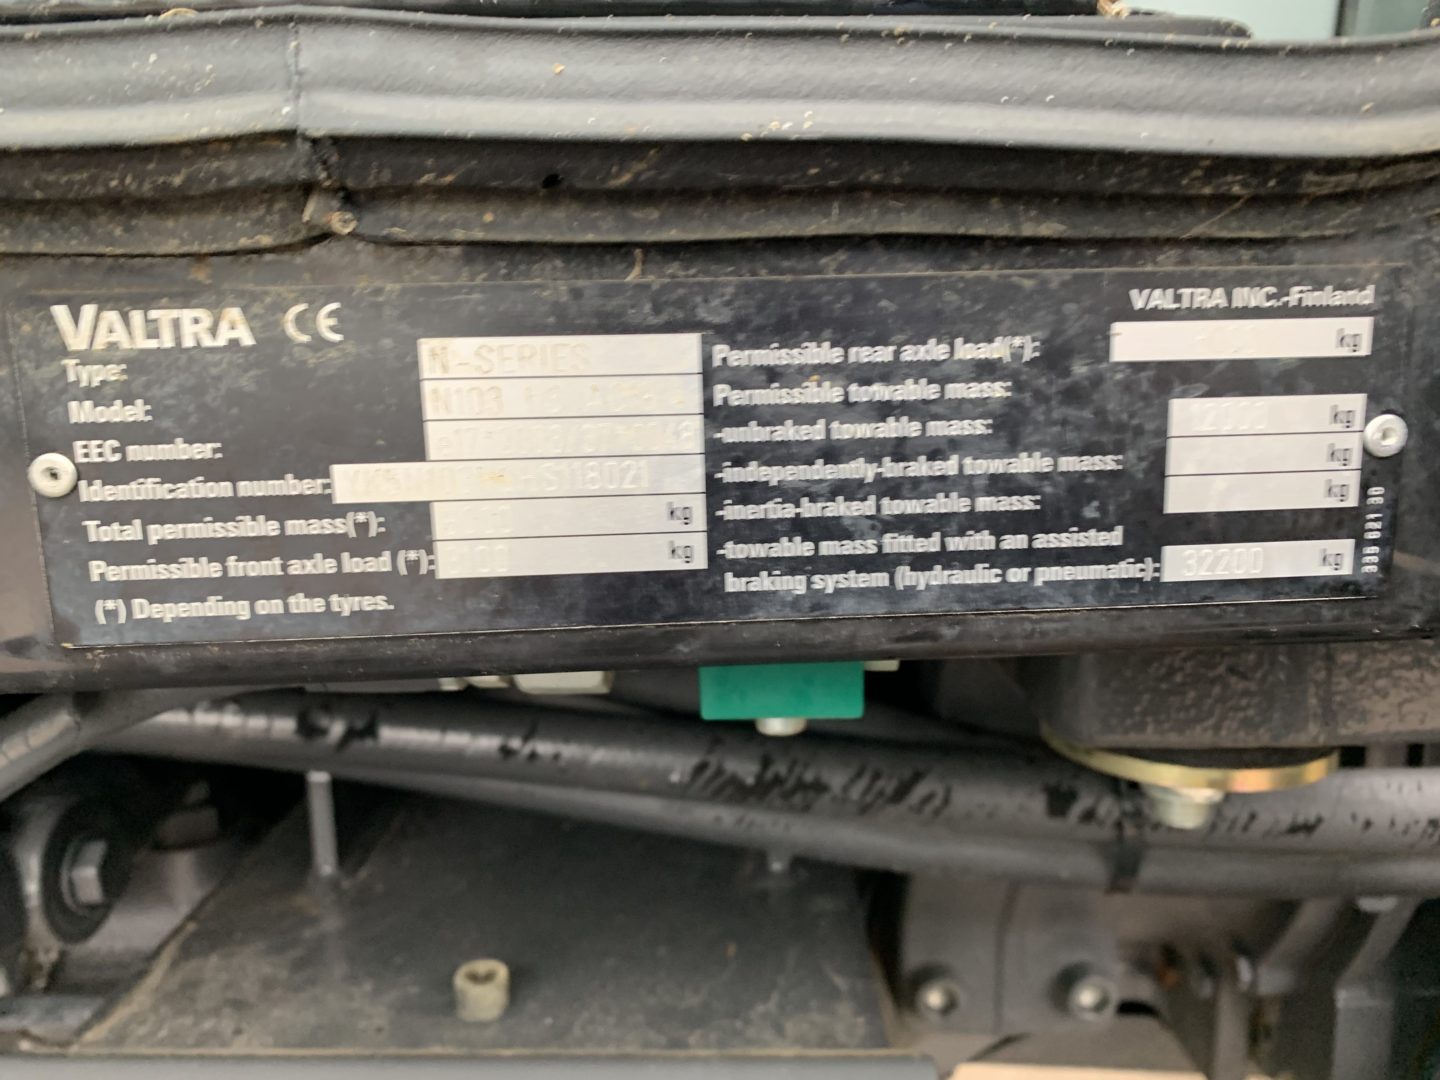 VALTRA CE
Type: N-SERIES
Model: N103
EEC number:
Identification number: S118021
Total permissible mass(*): kg
Permissible front axle load (*): kg
(*) Depending on the tyres.
VALTRA INC.-Finland
Permissible rear axle load(*): kg
Permissible towable mass:
-unbraked towable mass: 12000 kg
-independently-braked towable mass: kg
-inertia-braked towable mass: kg
-towable mass fitted with an assisted
braking system (hydraulic or pneumatic): 32200 kg